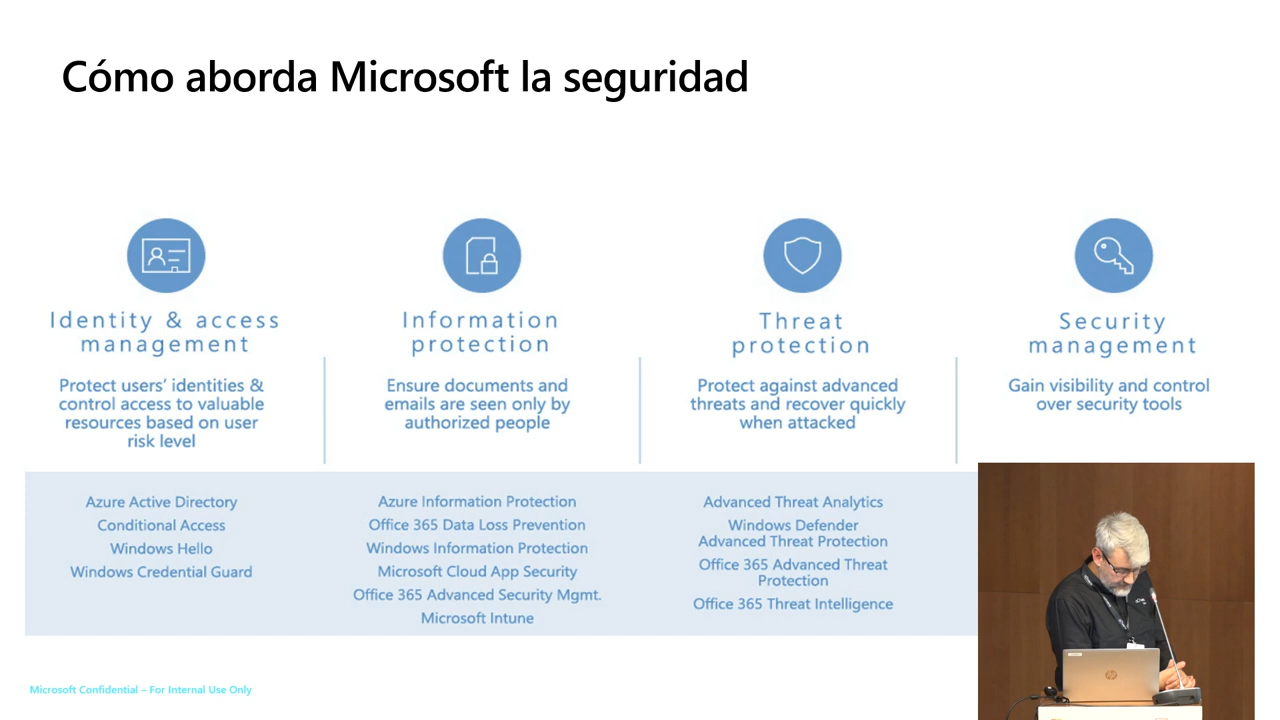 Cómo aborda Microsoft la seguridad
Identity & access
management
Protect users' identities &
control access to valuable
resources based on user
risk level
Azure Active Directory
Conditional Access
Windows Hello
Windows Credential Guard
Information
protection
Ensure documents and
emails are seen only by
authorized people
Azure Information Protection
Office 365 Data Loss Prevention
Windows Information Protection
Microsoft Cloud App Security
Office 365 Advanced Security Mgmt.
Microsoft Intune
Threat
protection
Protect against advanced
threats and recover quickly
when attacked
Advanced Threat Analytics
Windows Defender
Advanced Threat Protection
Office 365 Advanced Threat
Protection
Office 365 Threat Intelligence
Security
management
Gain visibility and control
over security tools
Microsoft Confidential – For Internal Use Only
hp